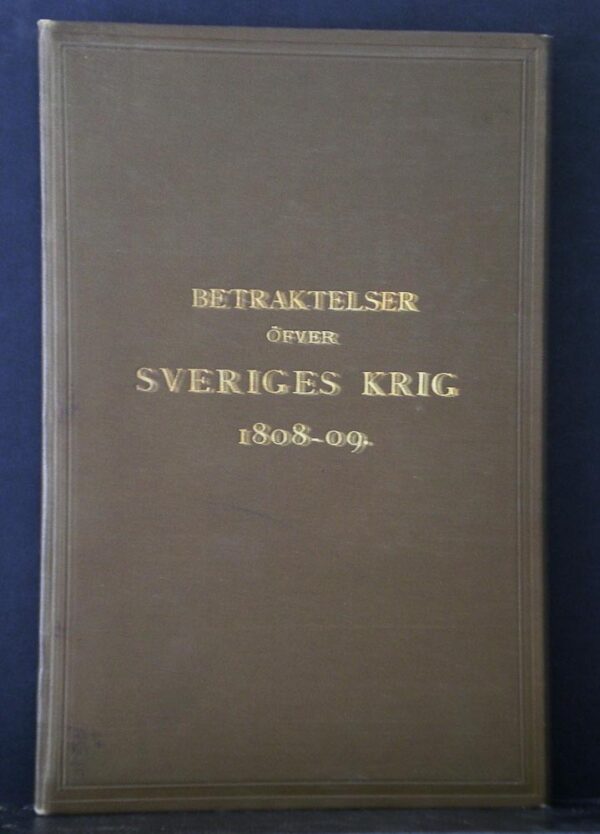 BETRAKTELSER
ÖFVER
SVERIGES KRIG
1808-09.